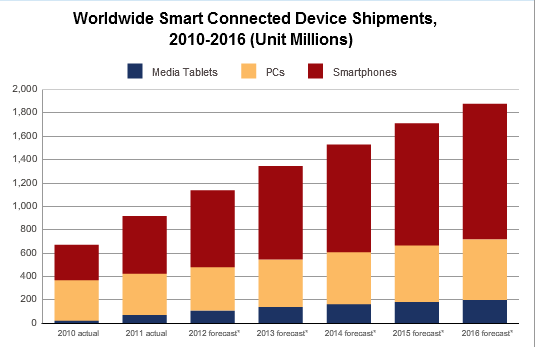 Worldwide Smart Connected Device Shipments,
2010-2016 (Unit Millions)
Media Tablets PCs Smartphones
2,000
1,800
1,600
1,400
1,200
1,000
800
600
400
200
0
2010 actual 2011 actual 2012 forecast* 2013 forecast* 2014 forecast* 2015 forecast* 2016 forecast*